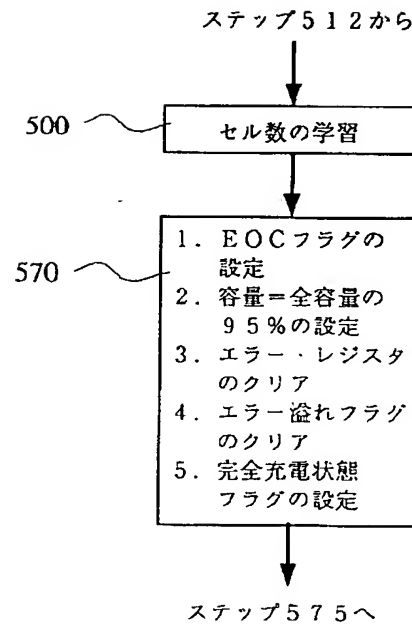 ステップ512から
500
セル数の学習
570
1. EOCフラグの
設定
2. 容量=全容量の
95%の設定
3. エラー・レジスタ
のクリア
4. エラー溢れフラグ
のクリア
5. 完全充電状態
フラグの設定
ステップ575へ